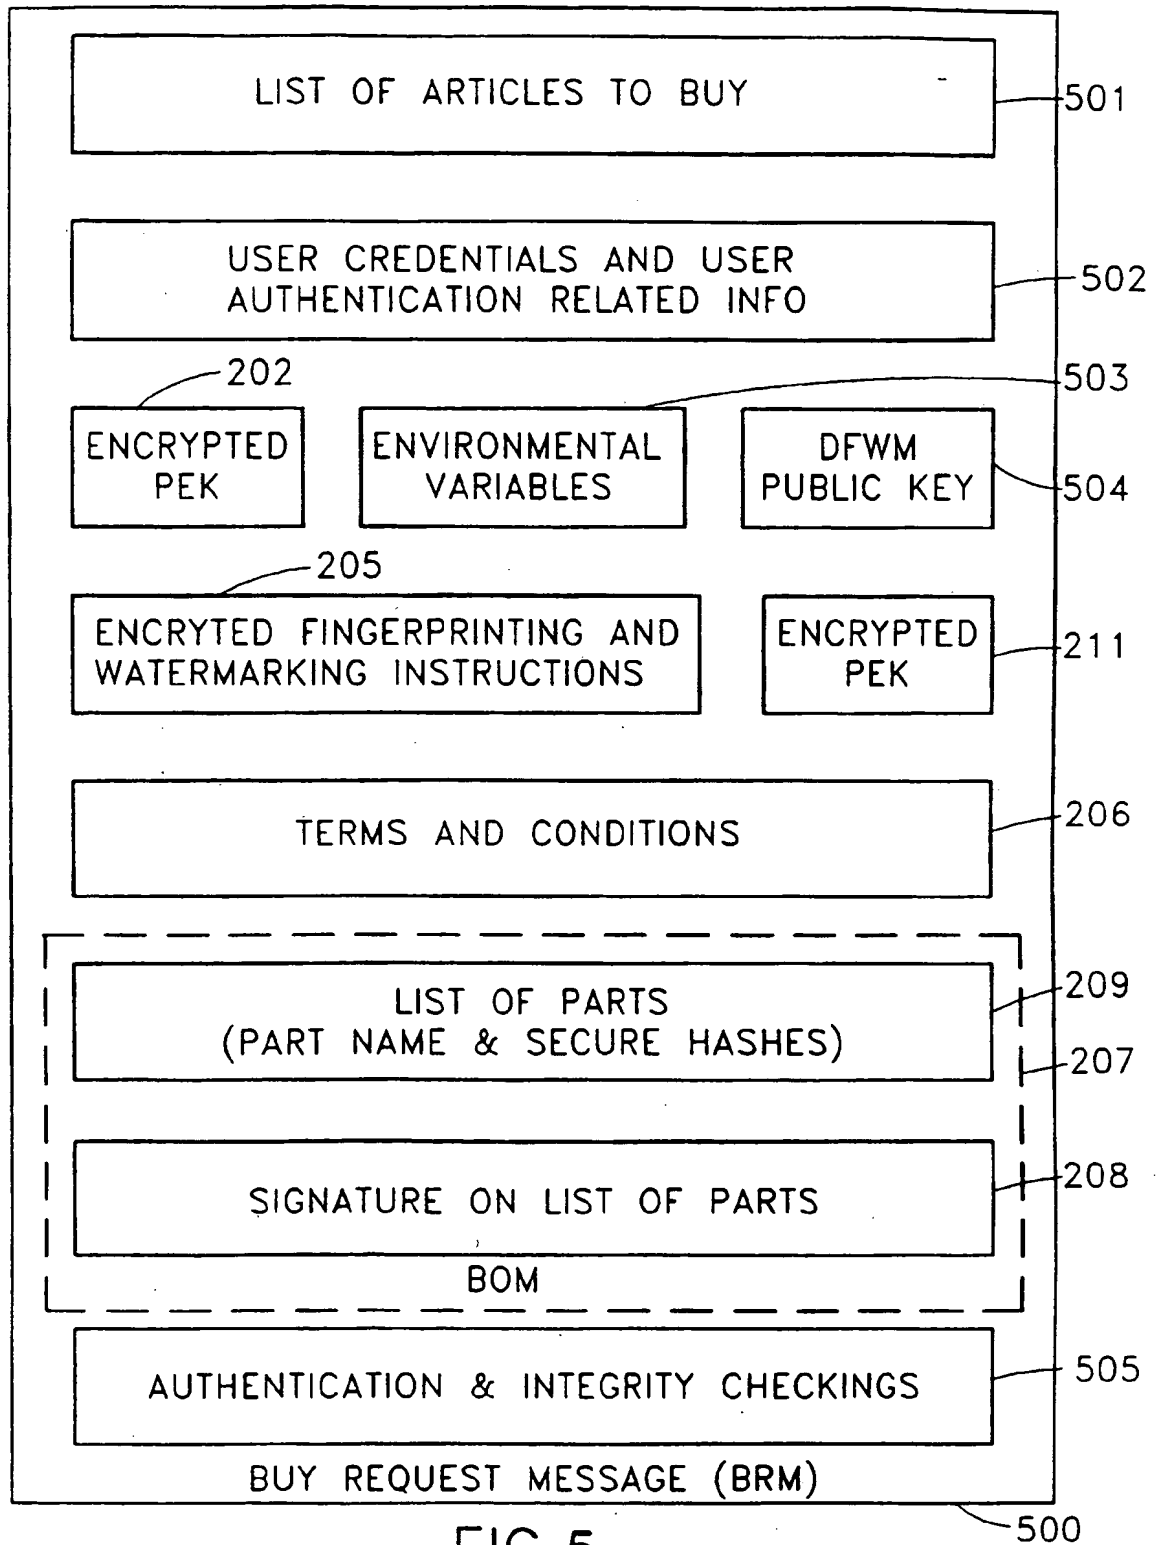 LIST OF ARTICLES TO BUY
501
USER CREDENTIALS AND USER
AUTHENTICATION RELATED INFO
502
202
503
ENCRYPTED
PEK
ENVIRONMENTAL
VARIABLES
DFWM
PUBLIC KEY
504
205
ENCRYTED FINGERPRINTING AND
WATERMARKING INSTRUCTIONS
ENCRYPTED
PEK
211
TERMS AND CONDITIONS
206
LIST OF PARTS
(PART NAME & SECURE HASHES)
209
207
SIGNATURE ON LIST OF PARTS
208
BOM
AUTHENTICATION & INTEGRITY CHECKINGS
505
BUY REQUEST MESSAGE (BRM)
500
FIG.5